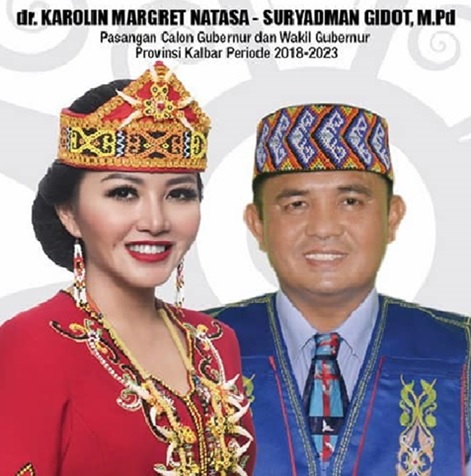 dr. KAROLIN MARGRET NATASA - SURYADMAN GIDOT, M.Pd
Pasangan Calon Gubernur dan Wakil Gubernur
Provinsi Kalbar Periode 2018-2023